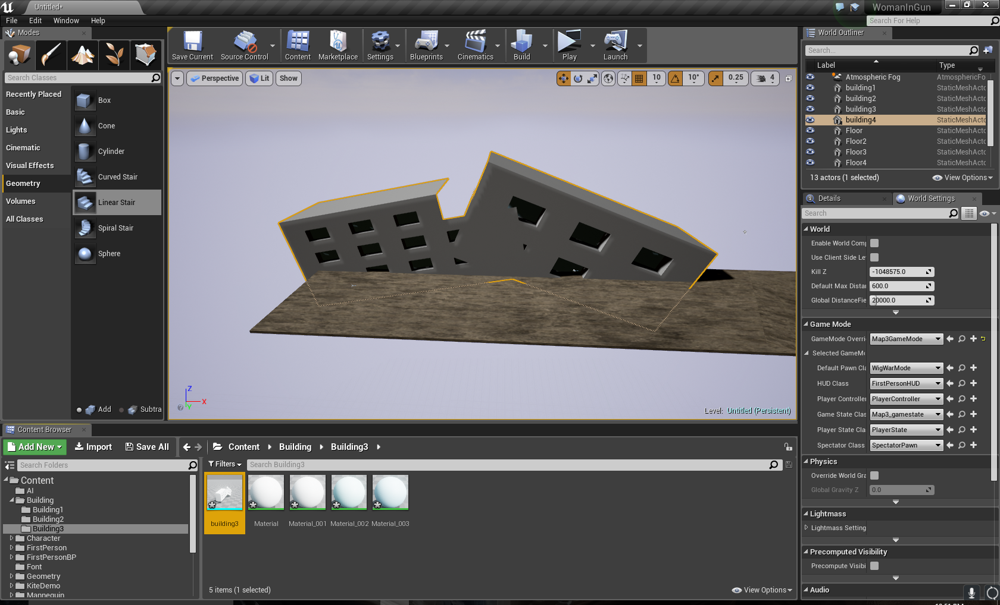 Untitled*
WomanInGun
File Edit Window Help
Search For Help
Modes
Search Classes
Recently Placed
Basic
Lights
Cinematic
Visual Effects
Geometry
Volumes
All Classes
Box
Cone
Cylinder
Curved Stair
Linear Stair
Spiral Stair
Sphere
Add Subtra
Save Current Source Control Content Marketplace Settings Blueprints Cinematics Build Play Launch
Perspective Lit Show
10 10° 0.25 4
Z
X
Y
Level: Untitled (Persistent)
World Outliner
Search...
Label Type
Atmospheric Fog AtmosphericFo
building1 StaticMeshActo
building2 StaticMeshActo
building3 StaticMeshActo
building4 StaticMeshActo
Floor StaticMeshActo
Floor2 StaticMeshActo
Floor3 StaticMeshActo
Floor4 StaticMeshActo
13 actors (1 selected) View Options
Details World Settings
Search
World
Enable World Comp
Use Client Side Le
Kill Z -1048575.0
Default Max Distan 600.0
Global DistanceFie 20000.0
Game Mode
GameMode Overri Map3GameMode
Selected GameM
Default Pawn Cla WigWarMode
HUD Class FirstPersonHUD
Player Controller PlayerController
Game State Clas Map3_gamestate
Player State Cla PlayerState
Spectator Class SpectatorPawn
Physics
Override World Gra
Global Gravity Z 0.0
Lightmass
Lightmass Setting
Precomputed Visibility
Precompute Visibi
Audio
Content Browser
Add New Import Save All Content Building Building3
Search Folders
Filters Search Building3
Content
AI
Building
Building1
Building2
Building3
Character
FirstPerson
FirstPersonBP
Font
Geometry
KiteDemo
Mannequin
building3 Material Material_001 Material_002 Material_003
5 items (1 selected) View Options